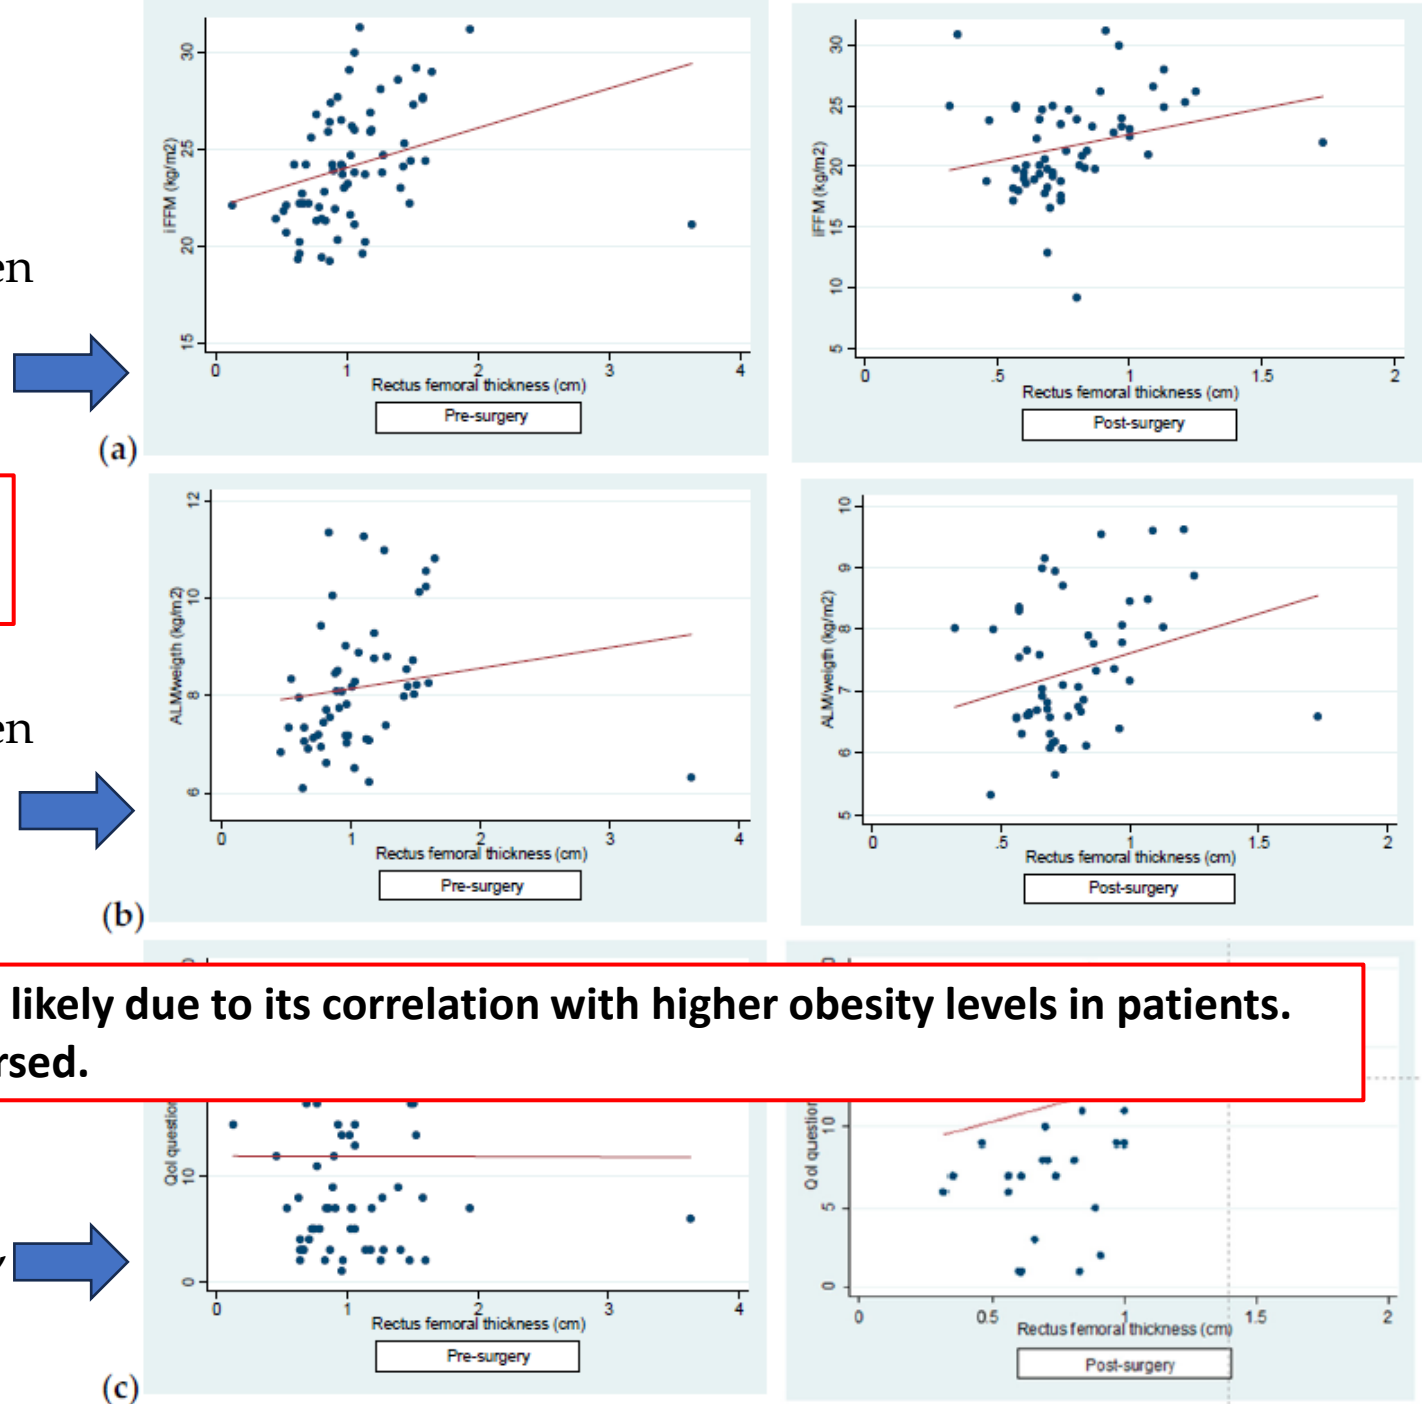 30
25
20
15
iFFM (kg/m2)
0 1 2 3 4
Rectus femoral thickness (cm)
Pre-surgery
30
25
20
15
10
5
iFFM (kg/m2)
0 .5 1 1.5 2
Rectus femoral thickness (cm)
Post-surgery
en
(a)
12
10
8
6
ALM/weigth (kg/m2)
0 1 2 3 4
Rectus femoral thickness (cm)
Pre-surgery
10
9
8
7
6
5
ALM/weigth (kg/m2)
0 .5 1 1.5 2
Rectus femoral thickness (cm)
Post-surgery
en
(b)
likely due to its correlation with higher obesity levels in patients.
rsed.
10
0
Qol question
0 1 2 3 4
Rectus femoral thickness (cm)
Pre-surgery
10
5
0
Qol question
0 0.5 1 1.5 2
Rectus femoral thickness (cm)
Post-surgery
(c)